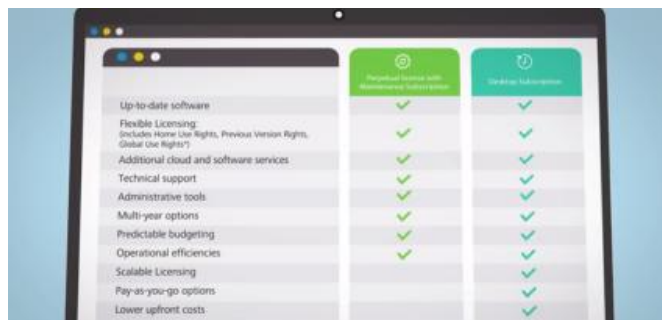 Perpetual license with
Maintenance Subscription
Desktop Subscription
Up-to-date software
Flexible Licensing:
(includes Home Use Rights, Previous Version Rights,
Global Use Rights*)
Additional cloud and software services
Technical support
Administrative tools
Multi-year options
Predictable budgeting
Operational efficiencies
Scalable Licensing
Pay-as-you-go options
Lower upfront costs